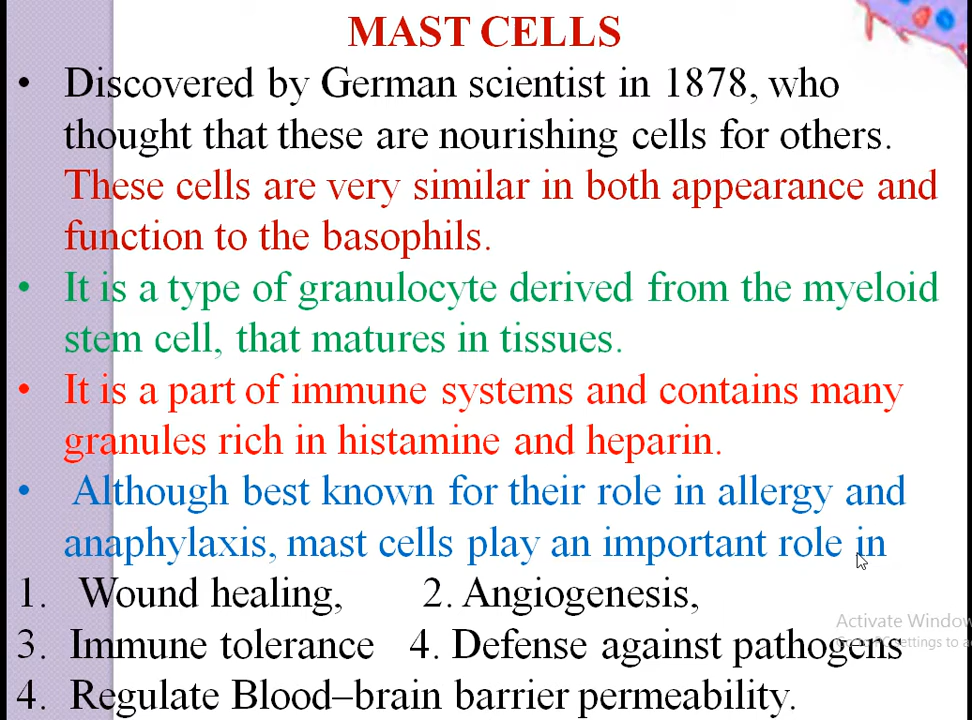 MAST CELLS
• Discovered by German scientist in 1878, who
thought that these are nourishing cells for others.
These cells are very similar in both appearance and
function to the basophils.
• It is a type of granulocyte derived from the myeloid
stem cell, that matures in tissues.
• It is a part of immune systems and contains many
granules rich in histamine and heparin.
• Although best known for their role in allergy and
anaphylaxis, mast cells play an important role in
1. Wound healing, 2. Angiogenesis,
Activate Window
3. Immune tolerance 4. Defense against pathogens
settings to a
4. Regulate Blood–brain barrier permeability.